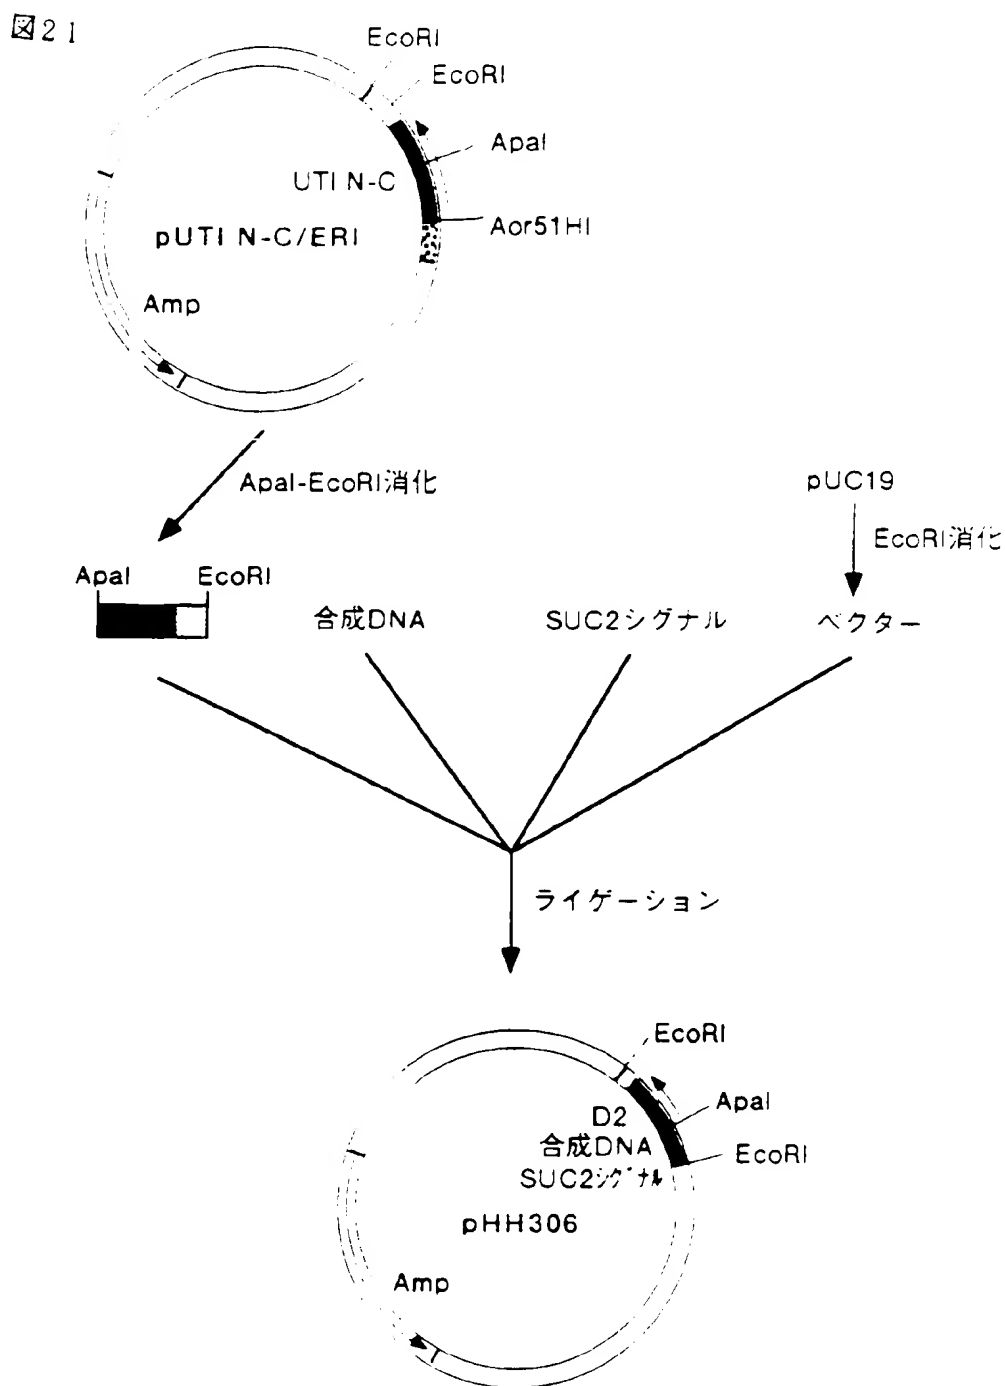 図21
EcoRI
EcoRI
ApaI
UTI N-C
Aor51HI
pUTI N-C/ERI
Amp
ApaI-EcoRI消化
pUC19
EcoRI消化
ApaI
EcoRI
合成DNA
SUC2シグナル
ベクター
ライゲーション
EcoRI
D2
ApaI
合成DNA
EcoRI
SUC2シグナル
pHH306
Amp